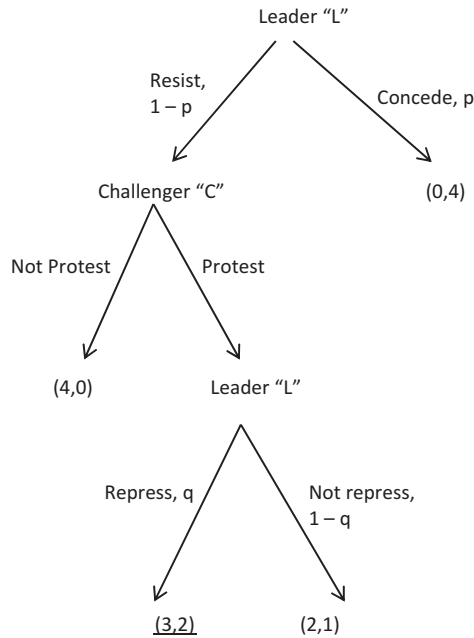 Leader “L”
Resist,
1 – p
Concede, p
Challenger “C”
(0,4)
Not Protest
Protest
(4,0)
Leader “L”
Repress, q
Not repress,
1 – q
(3,2)
(2,1)